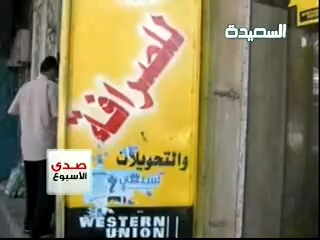 السعيدة
للصرافة
والتحويلات
صدى
الأسبوع
WESTERN
UNION